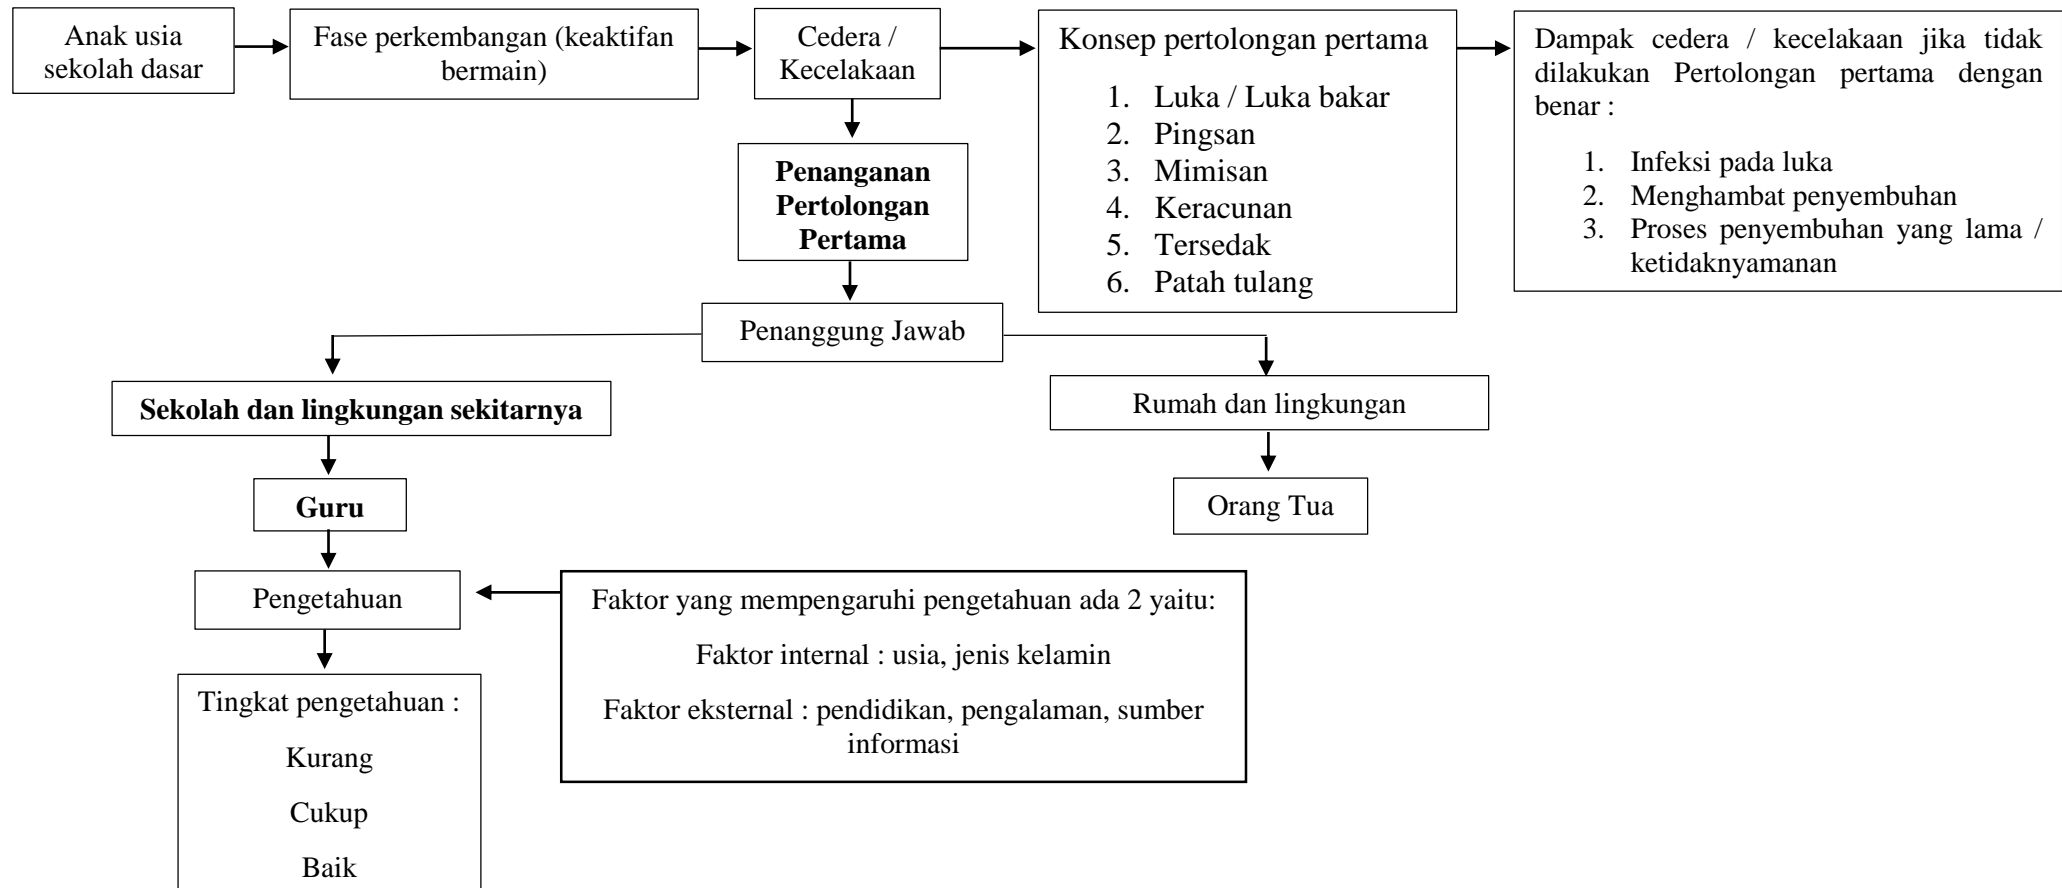 Anak usia
sekolah dasar
Fase perkembangan (keaktifan
bermain)
Cedera /
Kecelakaan
Konsep pertolongan pertama
1. Luka / Luka bakar
2. Pingsan
3. Mimisan
4. Keracunan
5. Tersedak
6. Patah tulang
Dampak cedera / kecelakaan jika tidak
dilakukan Pertolongan pertama dengan
benar :
1. Infeksi pada luka
2. Menghambat penyembuhan
3. Proses penyembuhan yang lama /
ketidaknyamanan
Penanganan
Pertolongan
Pertama
Penanggung Jawab
Sekolah dan lingkungan sekitarnya
Rumah dan lingkungan
Guru
Orang Tua
Pengetahuan
Faktor yang mempengaruhi pengetahuan ada 2 yaitu:
Faktor internal : usia, jenis kelamin
Faktor eksternal : pendidikan, pengalaman, sumber
informasi
Tingkat pengetahuan :
Kurang
Cukup
Baik